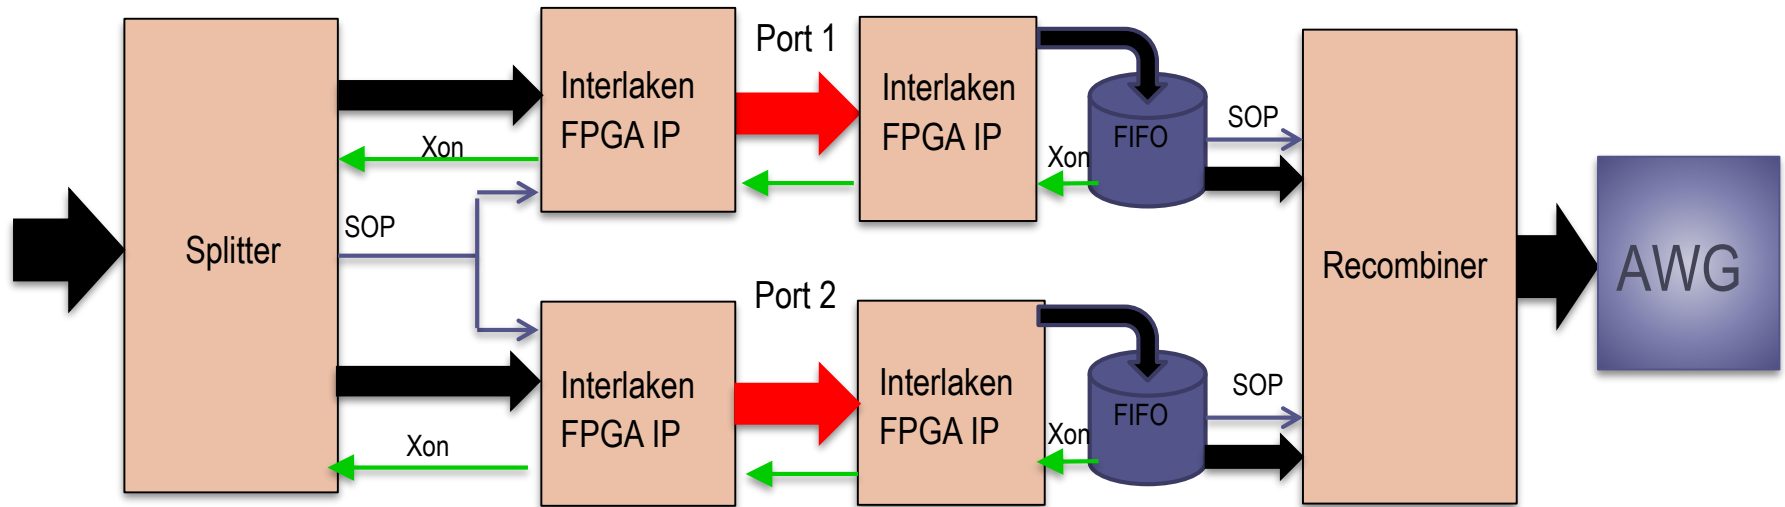 Port 1
Interlaken
FPGA IP
Interlaken
FPGA IP
FIFO
SOP
Xon
Xon
SOP
Splitter
Recombiner
AWG
Port 2
Interlaken
FPGA IP
Interlaken
FPGA IP
FIFO
SOP
Xon
Xon